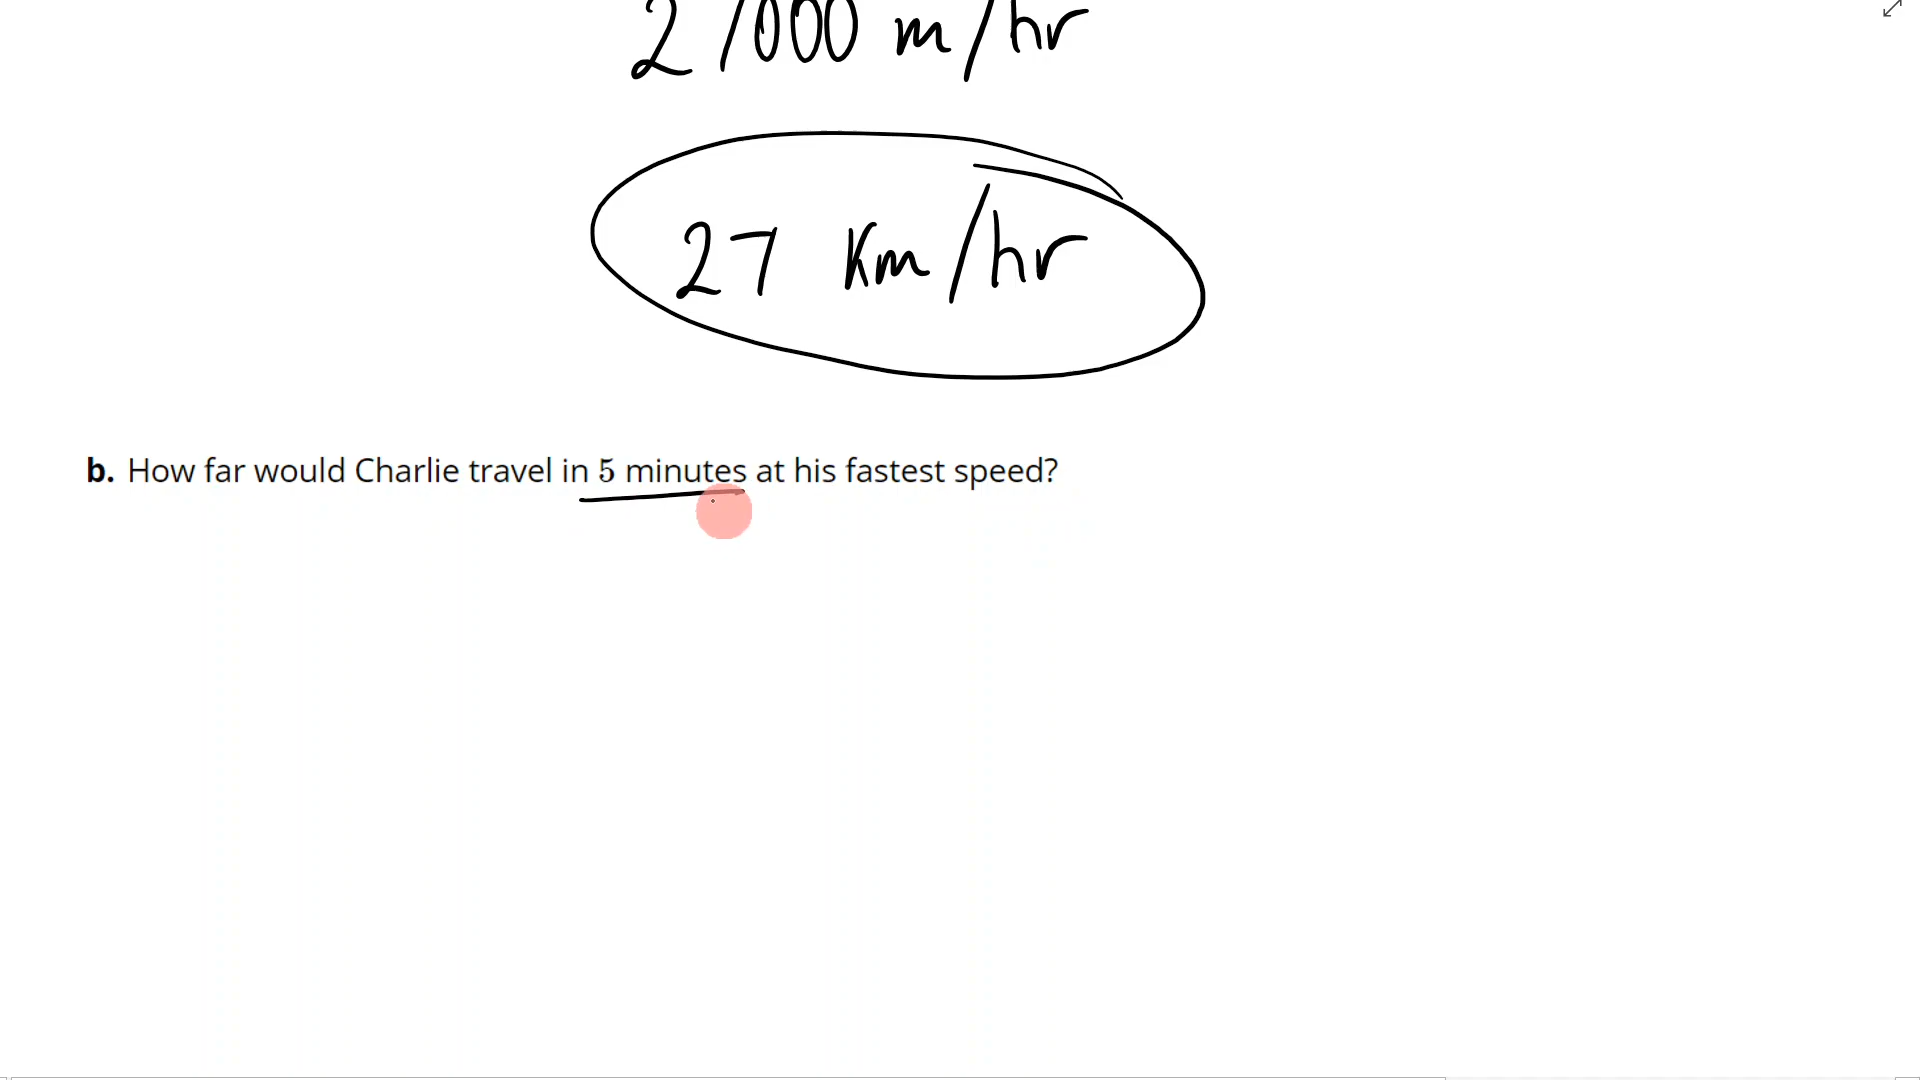 27000 m/hr
27 Km/hr
b. How far would Charlie travel in 5 minutes at his fastest speed?